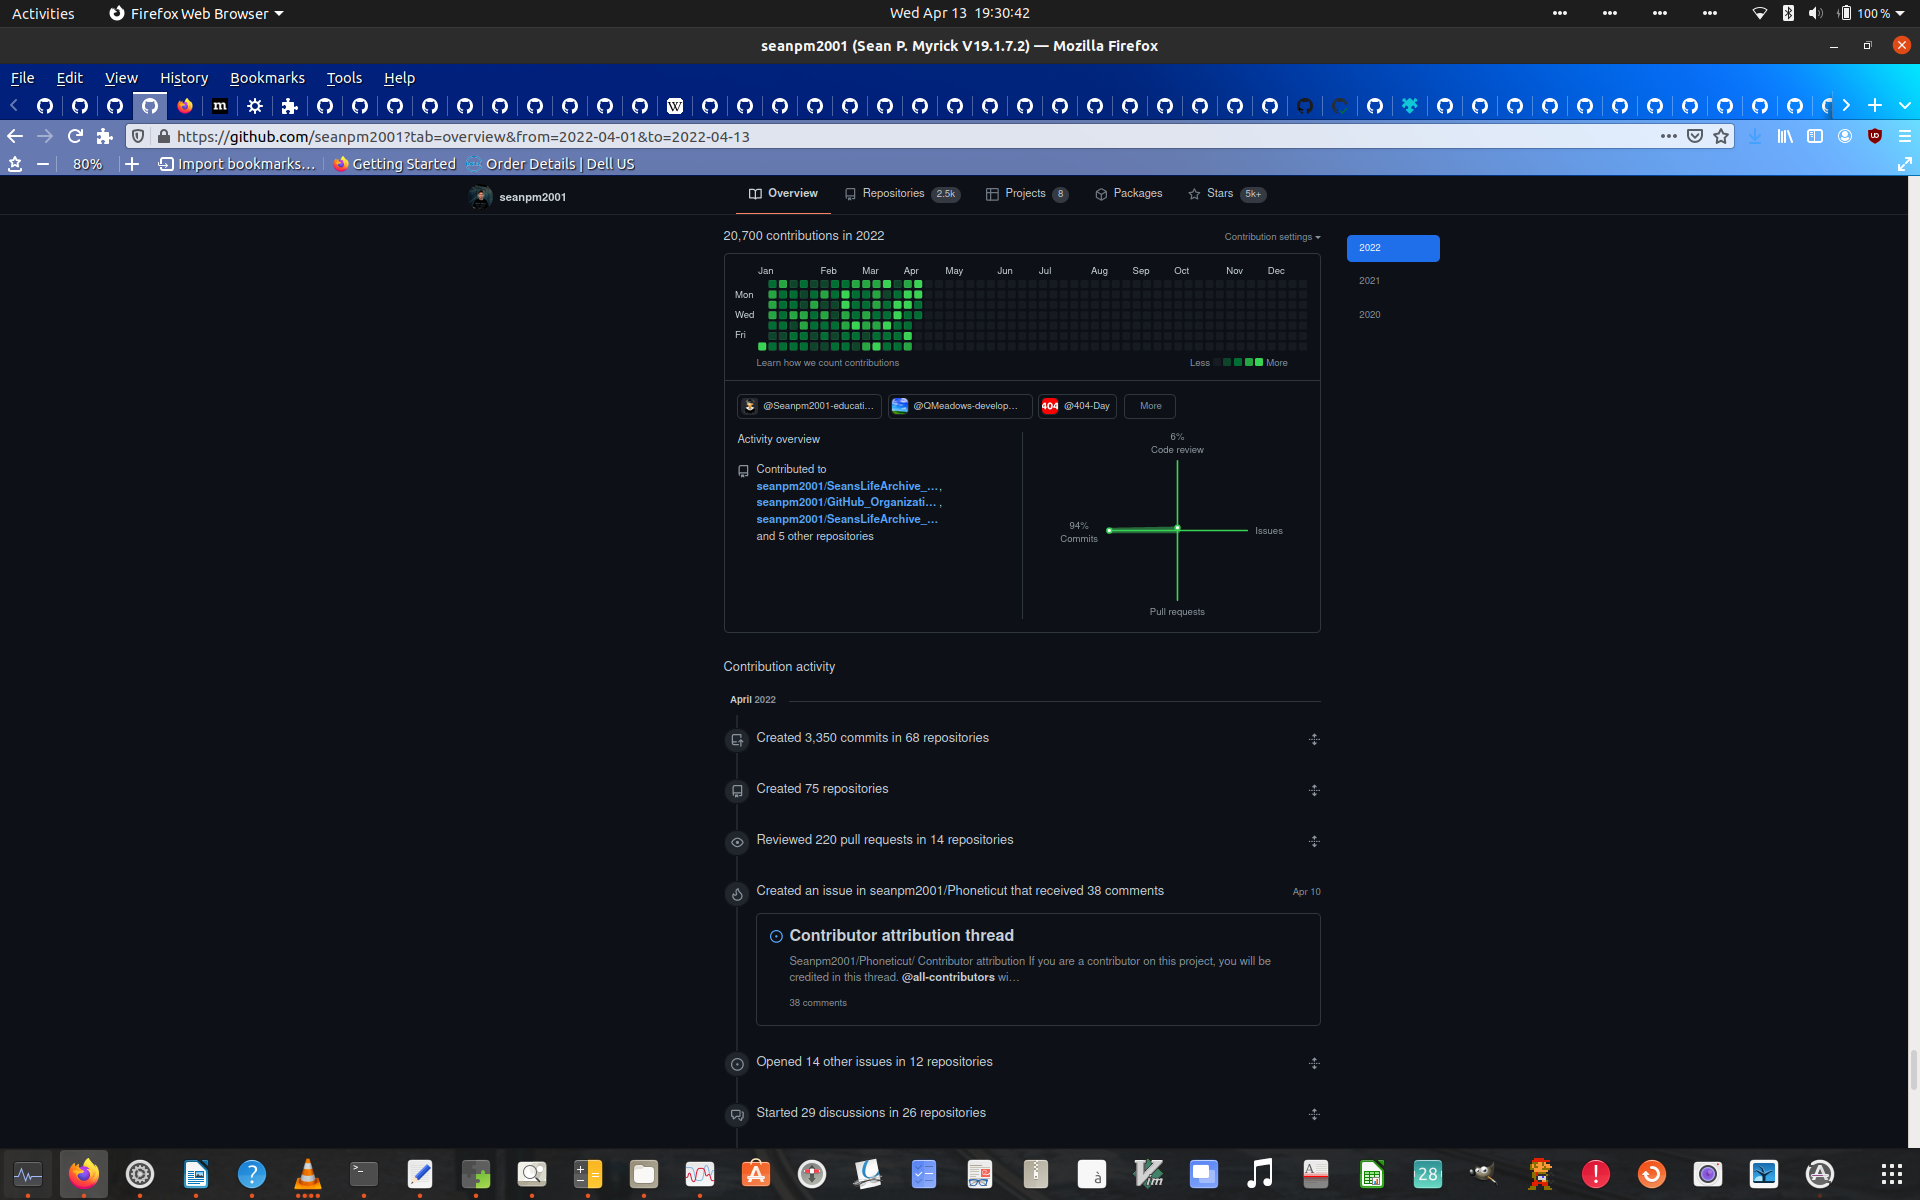 Activities
Firefox Web Browser
Wed Apr 13 19:30:42
100 %
seanpm2001 (Sean P. Myrick V19.1.7.2) — Mozilla Firefox
File Edit View History Bookmarks Tools Help
https://github.com/seanpm2001?tab=overview&from=2022-04-01&to=2022-04-13
80%
Import bookmarks…
Getting Started
Order Details | Dell US
seanpm2001
Overview
Repositories 2.5k
Projects 8
Packages
Stars 5k+
20,700 contributions in 2022
Contribution settings
2022
2021
2020
Jan Feb Mar Apr May Jun Jul Aug Sep Oct Nov Dec
Mon
Wed
Fri
Learn how we count contributions
Less More
@Seanpm2001-educati…
@QMeadows-develop…
404 @404-Day
More
Activity overview
Contributed to
seanpm2001/SeansLifeArchive_…,
seanpm2001/GitHub_Organizati… ,
seanpm2001/SeansLifeArchive_…
and 5 other repositories
6%
Code review
94%
Commits
Issues
Pull requests
Contribution activity
April 2022
Created 3,350 commits in 68 repositories
Created 75 repositories
Reviewed 220 pull requests in 14 repositories
Created an issue in seanpm2001/Phoneticut that received 38 comments
Apr 10
Contributor attribution thread
Seanpm2001/Phoneticut/ Contributor attribution If you are a contributor on this project, you will be
credited in this thread. @all-contributors wi…
38 comments
Opened 14 other issues in 12 repositories
Started 29 discussions in 26 repositories
28